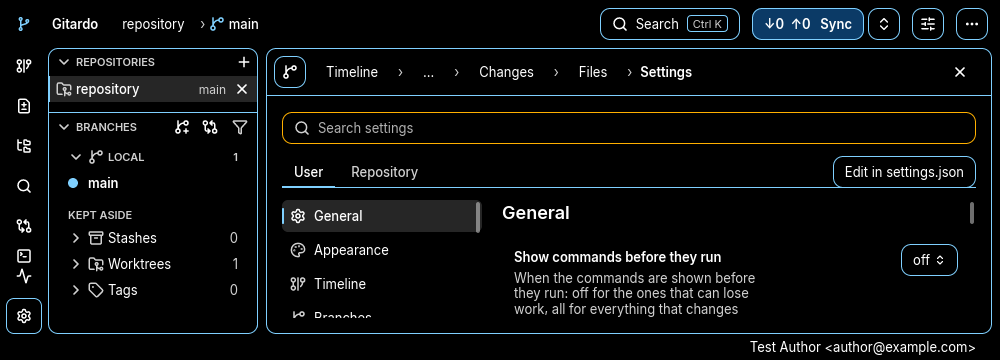 Gitardo
repository › main
Search Ctrl K
↓0 ↑0 Sync
REPOSITORIES
repository main
BRANCHES
LOCAL 1
main
KEPT ASIDE
Stashes 0
Worktrees 1
Tags 0
Timeline › ... › Changes › Files › Settings
Search settings
User Repository
Edit in settings.json
General
Appearance
Timeline
Branches
General
Show commands before they run
off
When the commands are shown before
they run: off for the ones that can lose
work, all for everything that changes
Test Author <author@example.com>